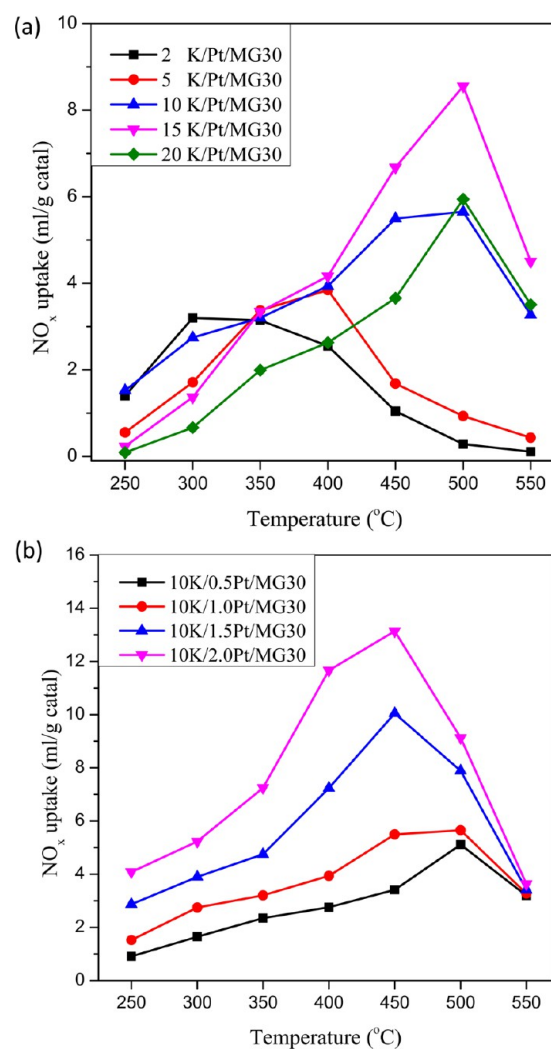 (a)
10
8
6
4
2
0
NOx uptake (ml/g catal)
2 K/Pt/MG30
5 K/Pt/MG30
10 K/Pt/MG30
15 K/Pt/MG30
20 K/Pt/MG30
250 300 350 400 450 500 550
Temperature (oC)
(b)
16
14
12
10
8
6
4
2
0
NOx uptake (ml/g catal)
10K/0.5Pt/MG30
10K/1.0Pt/MG30
10K/1.5Pt/MG30
10K/2.0Pt/MG30
250 300 350 400 450 500 550
Temperature (oC)